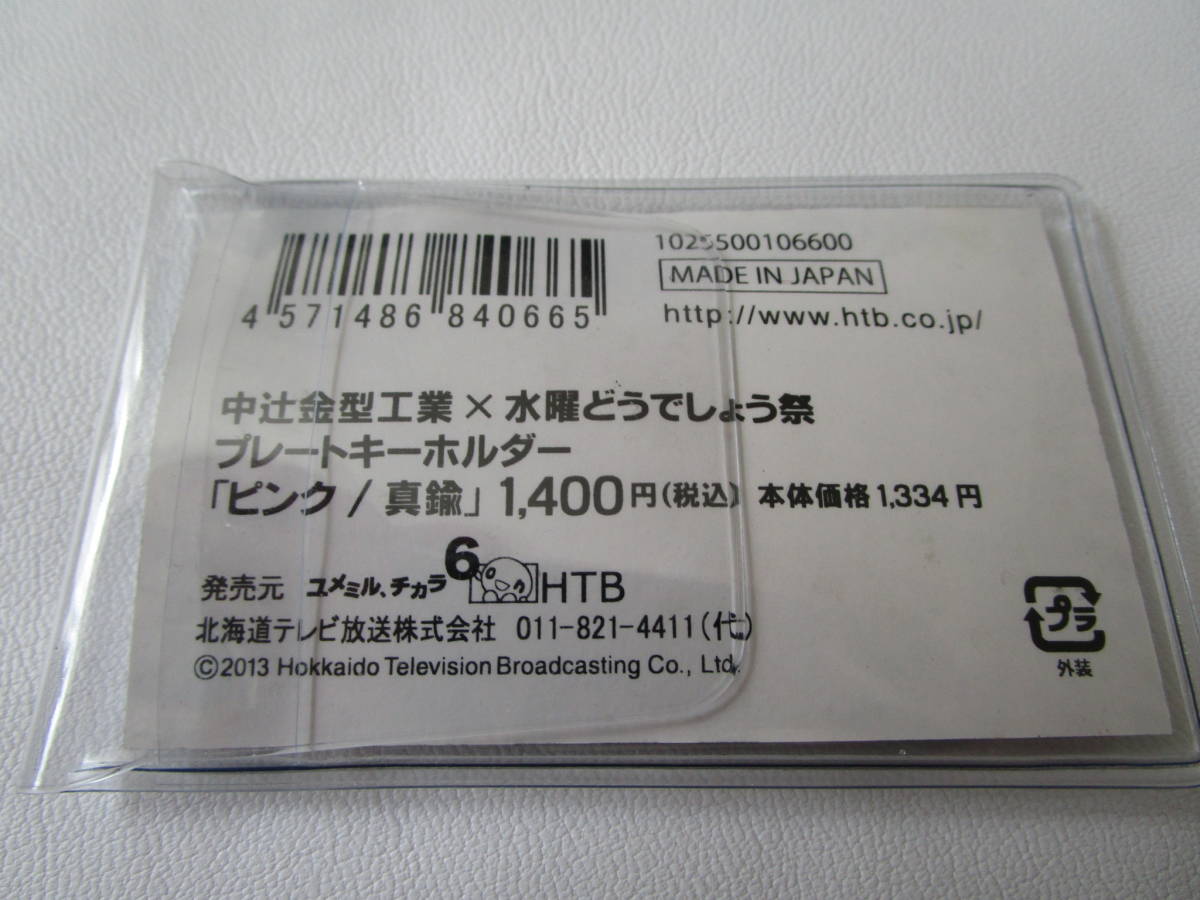 4 571486 840665
1025500106600
MADE IN JAPAN
http://www.htb.co.jp/
中辻金型工業×水曜どうでしょう祭
プレートキーホルダー
「ピンク/真鍮」1,400円(税込) 本体価格1,334円
発売元 ユメミル、チカラ 6 HTB
北海道テレビ放送株式会社 011-821-4411(代)
©2013 Hokkaido Television Broadcasting Co., Ltd.
プラ
外装